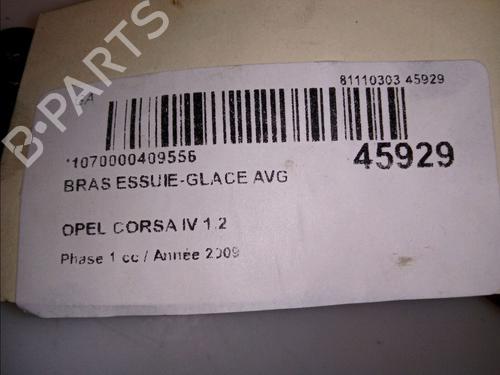 B-PARTS
GA
81110303 45929
*1070000409556
45929
BRAS ESSUIE-GLACE AVG
OPEL CORSA IV 1.2
Phase 1 cc / Année 2009